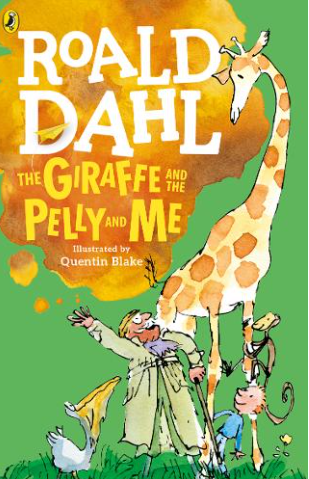 ROALD
DAHL
THE GIRAFFE AND THE
PELLY AND ME
Illustrated by
Quentin Blake